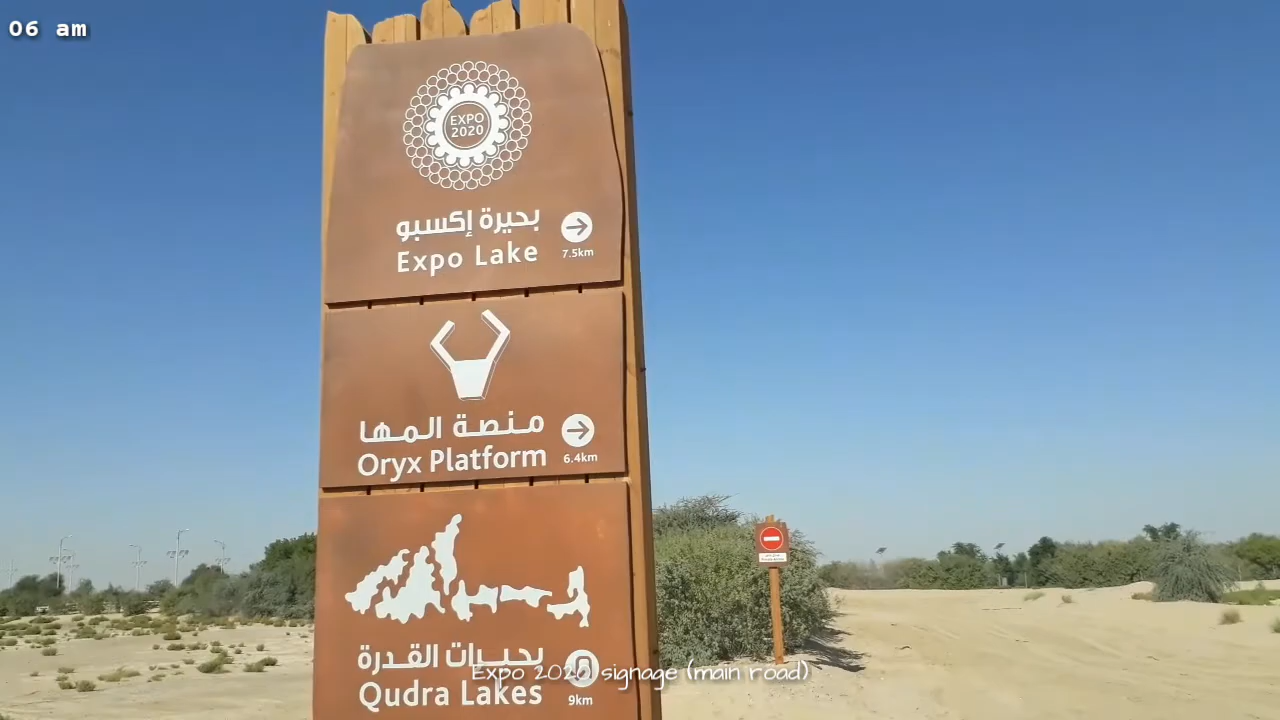 06 am
EXPO
2020
بحيرة إكسبو
Expo Lake
7.5km
منصة المها
Oryx Platform
6.4km
بحيرات القدرة
Qudra Lakes
9km
Expo 2020 signage (main road)